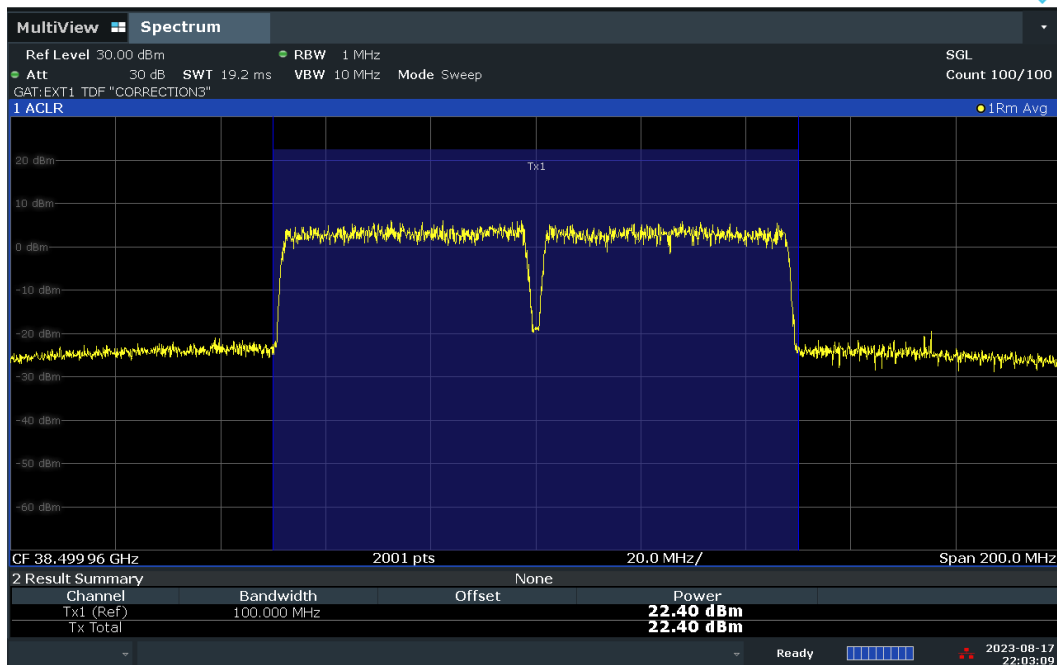 MultiView Spectrum
Ref Level 30.00 dBm RBW 1 MHz SGL
Att 30 dB SWT 19.2 ms VBW 10 MHz Mode Sweep Count 100/100
GAT:EXT1 TDF "CORRECTION3"
1 ACLR 1Rm Avg
Tx1
20 dBm
10 dBm
0 dBm
-10 dBm
-20 dBm
-30 dBm
-40 dBm
-50 dBm
-60 dBm
CF 38.49996 GHz 2001 pts 20.0 MHz/ Span 200.0 MHz
2 Result Summary None
Channel Bandwidth Offset Power
Tx1 (Ref) 100.000 MHz 22.40 dBm
Tx Total 22.40 dBm
Ready 2023-08-17
22:03:09